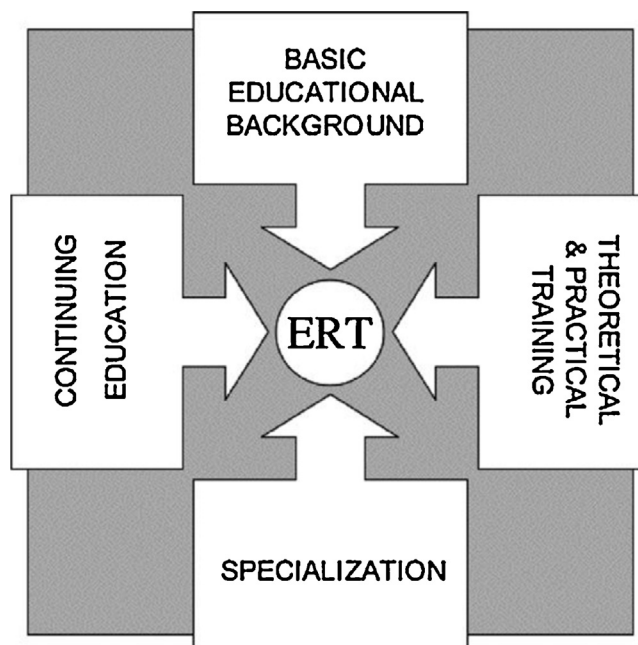 BASIC
EDUCATIONAL
BACKGROUND
CONTINUING
EDUCATION
ERT
THEORETICAL
& PRACTICAL
TRAINING
SPECIALIZATION